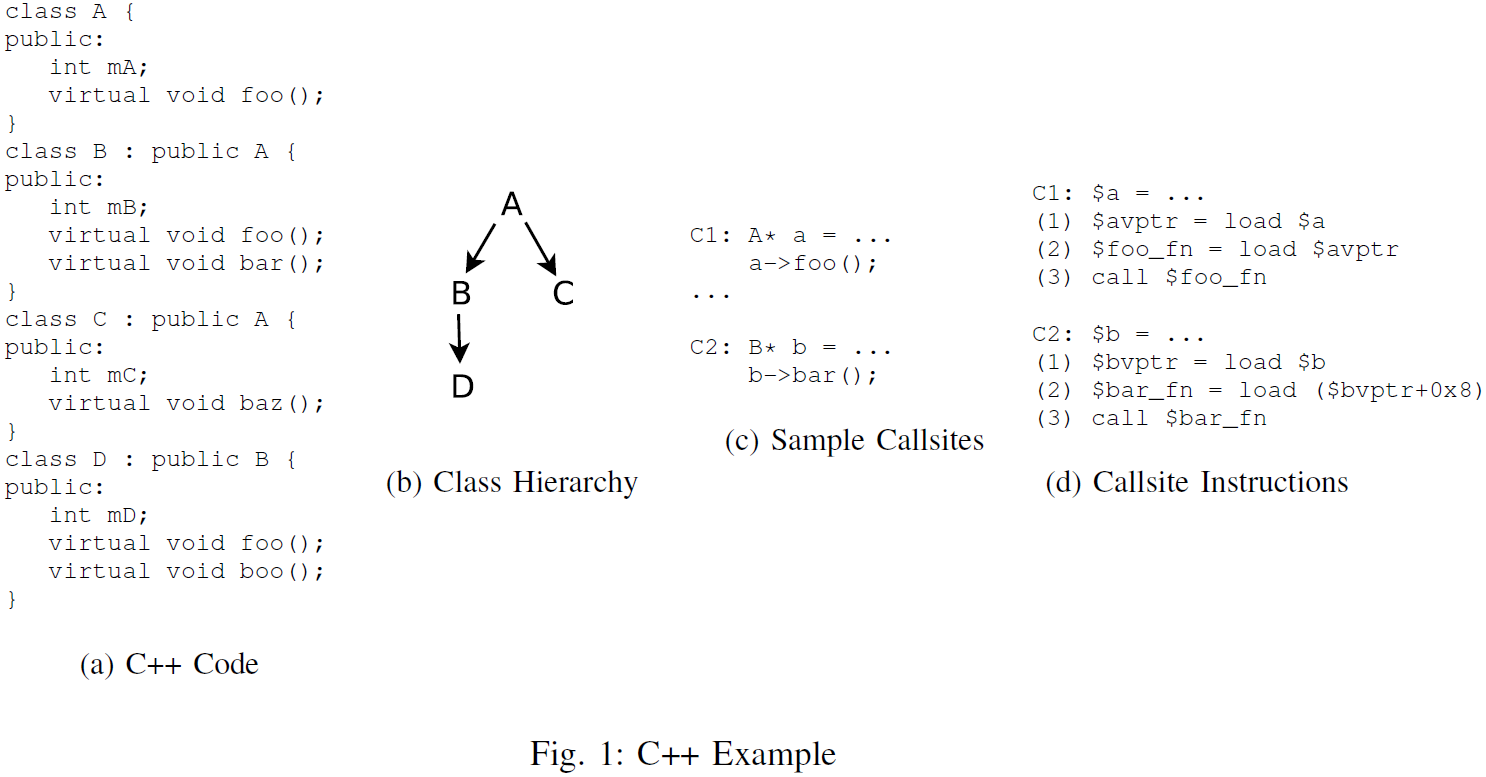 class A {
public:
   int mA;
   virtual void foo();
}
class B : public A {
public:
   int mB;
   virtual void foo();
   virtual void bar();
}
class C : public A {
public:
   int mC;
   virtual void baz();
}
class D : public B {
public:
   int mD;
   virtual void foo();
   virtual void boo();
}
(a) C++ Code
A
B C
D
(b) Class Hierarchy
C1: A* a = ...
    a->foo();
...
C2: B* b = ...
    b->bar();
(c) Sample Callsites
C1: $a = ...
(1) $avptr = load $a
(2) $foo_fn = load $avptr
(3) call $foo_fn
C2: $b = ...
(1) $bvptr = load $b
(2) $bar_fn = load ($bvptr+0x8)
(3) call $bar_fn
(d) Callsite Instructions
Fig. 1: C++ Example